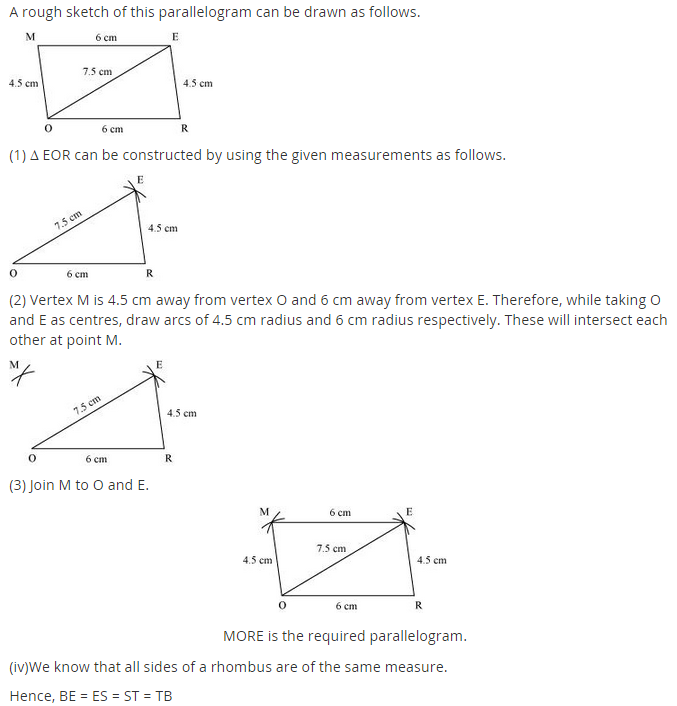 A rough sketch of this parallelogram can be drawn as follows.
M 6 cm E
7.5 cm
4.5 cm 4.5 cm
O 6 cm R
(1) Δ EOR can be constructed by using the given measurements as follows.
E
7.5 cm
4.5 cm
O 6 cm R
(2) Vertex M is 4.5 cm away from vertex O and 6 cm away from vertex E. Therefore, while taking O
and E as centres, draw arcs of 4.5 cm radius and 6 cm radius respectively. These will intersect each
other at point M.
M E
7.5 cm
4.5 cm
O 6 cm R
(3) Join M to O and E.
M 6 cm E
7.5 cm
4.5 cm 4.5 cm
O 6 cm R
MORE is the required parallelogram.
(iv)We know that all sides of a rhombus are of the same measure.
Hence, BE = ES = ST = TB